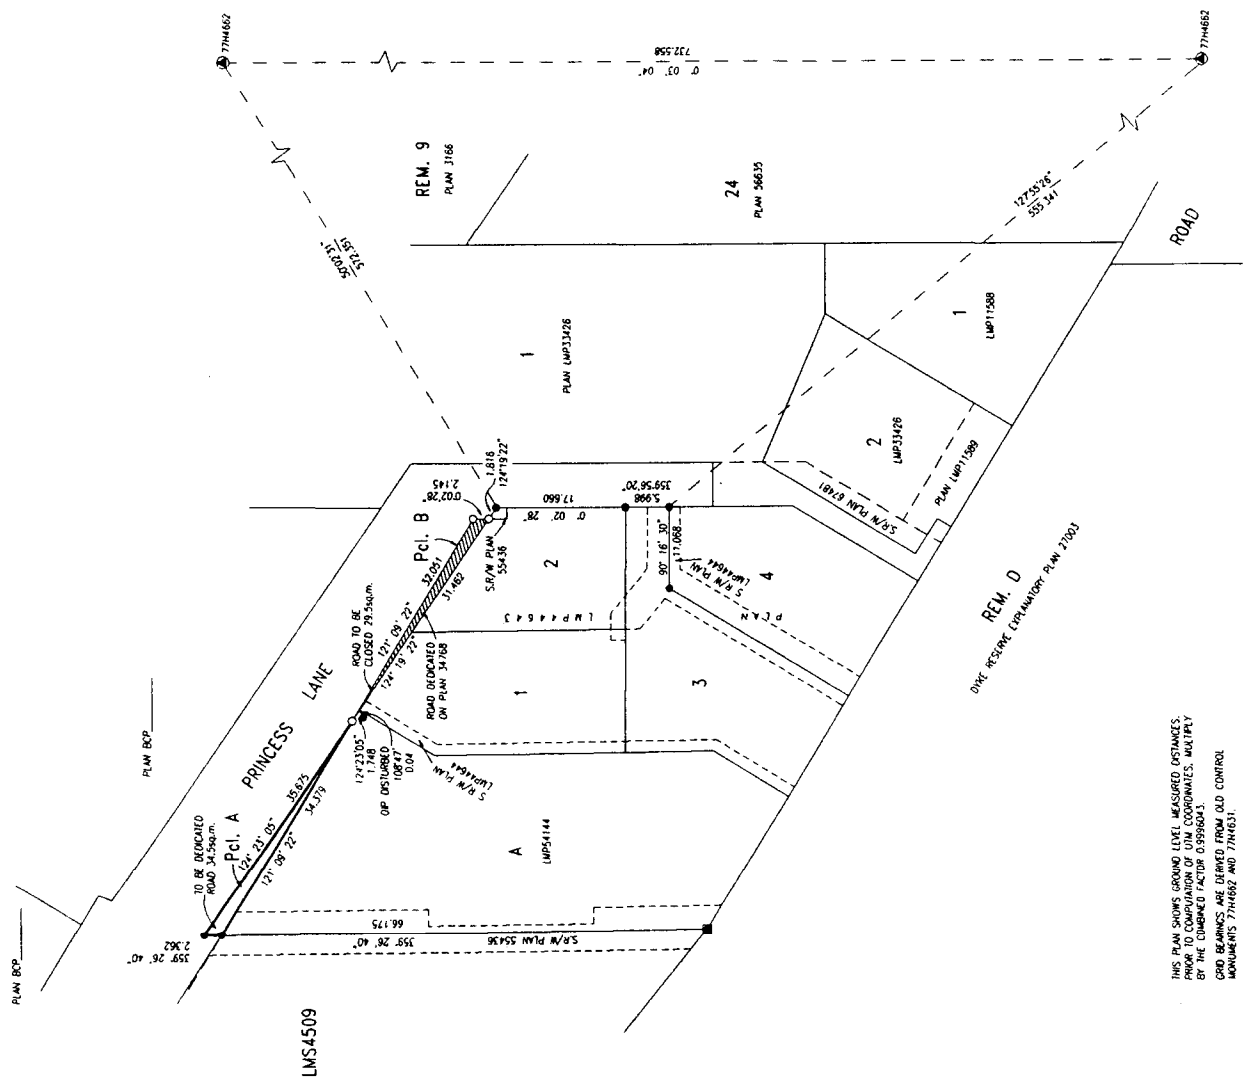 77H4662
732.558
0° 03' 04"
77H4662
50°02'31"
572.351
REM. 9
PLAN 3166
24
PLAN 56635
127°55'26"
555.341
ROAD
1
PLAN LMP33426
1
LMP11588
2
LMP33426
PLAN LMP11589
S.R/W PLAN 67481
1.816
124°19'22"
2.145
0°02'28"
Pcl. B
32.051
31.462
121° 09' 22"
124° 19' 22"
S.R/W PLAN
55436
17.660
0° 02' 28"
5.998
359°56'20"
90° 16' 30"
17.068
S R/W PLAN
LMP44644
2
LMP44643
4
PLAN
1
3
ROAD TO BE
CLOSED 29.5sq.m.
ROAD DEDICATED
ON PLAN 34768
REM. D
DYKE RESERVE EXPLANATORY PLAN 27003
PLAN BCP
PRINCESS LANE
124°23'05"
1.748
OIP DISTURBED
108°47'
0.04
S R/W PLAN
LMP44644
35.675
34.379
124° 23' 05"
121° 09' 22"
Pcl. A
TO BE DEDICATED
ROAD 34.5sq.m.
A
LMP54144
66.175
359° 26' 40"
S.R/W PLAN 55436
2.362
359° 26' 40"
PLAN BCP
LMS4509
THIS PLAN SHOWS GROUND LEVEL MEASURED DISTANCES.
PRIOR TO COMPUTATION OF UTM COORDINATES, MULTIPLY
BY THE COMBINED FACTOR 0.9996043.
GRID BEARINGS ARE DERIVED FROM OLD CONTROL
MONUMENTS 77H4662 AND 77H4631.